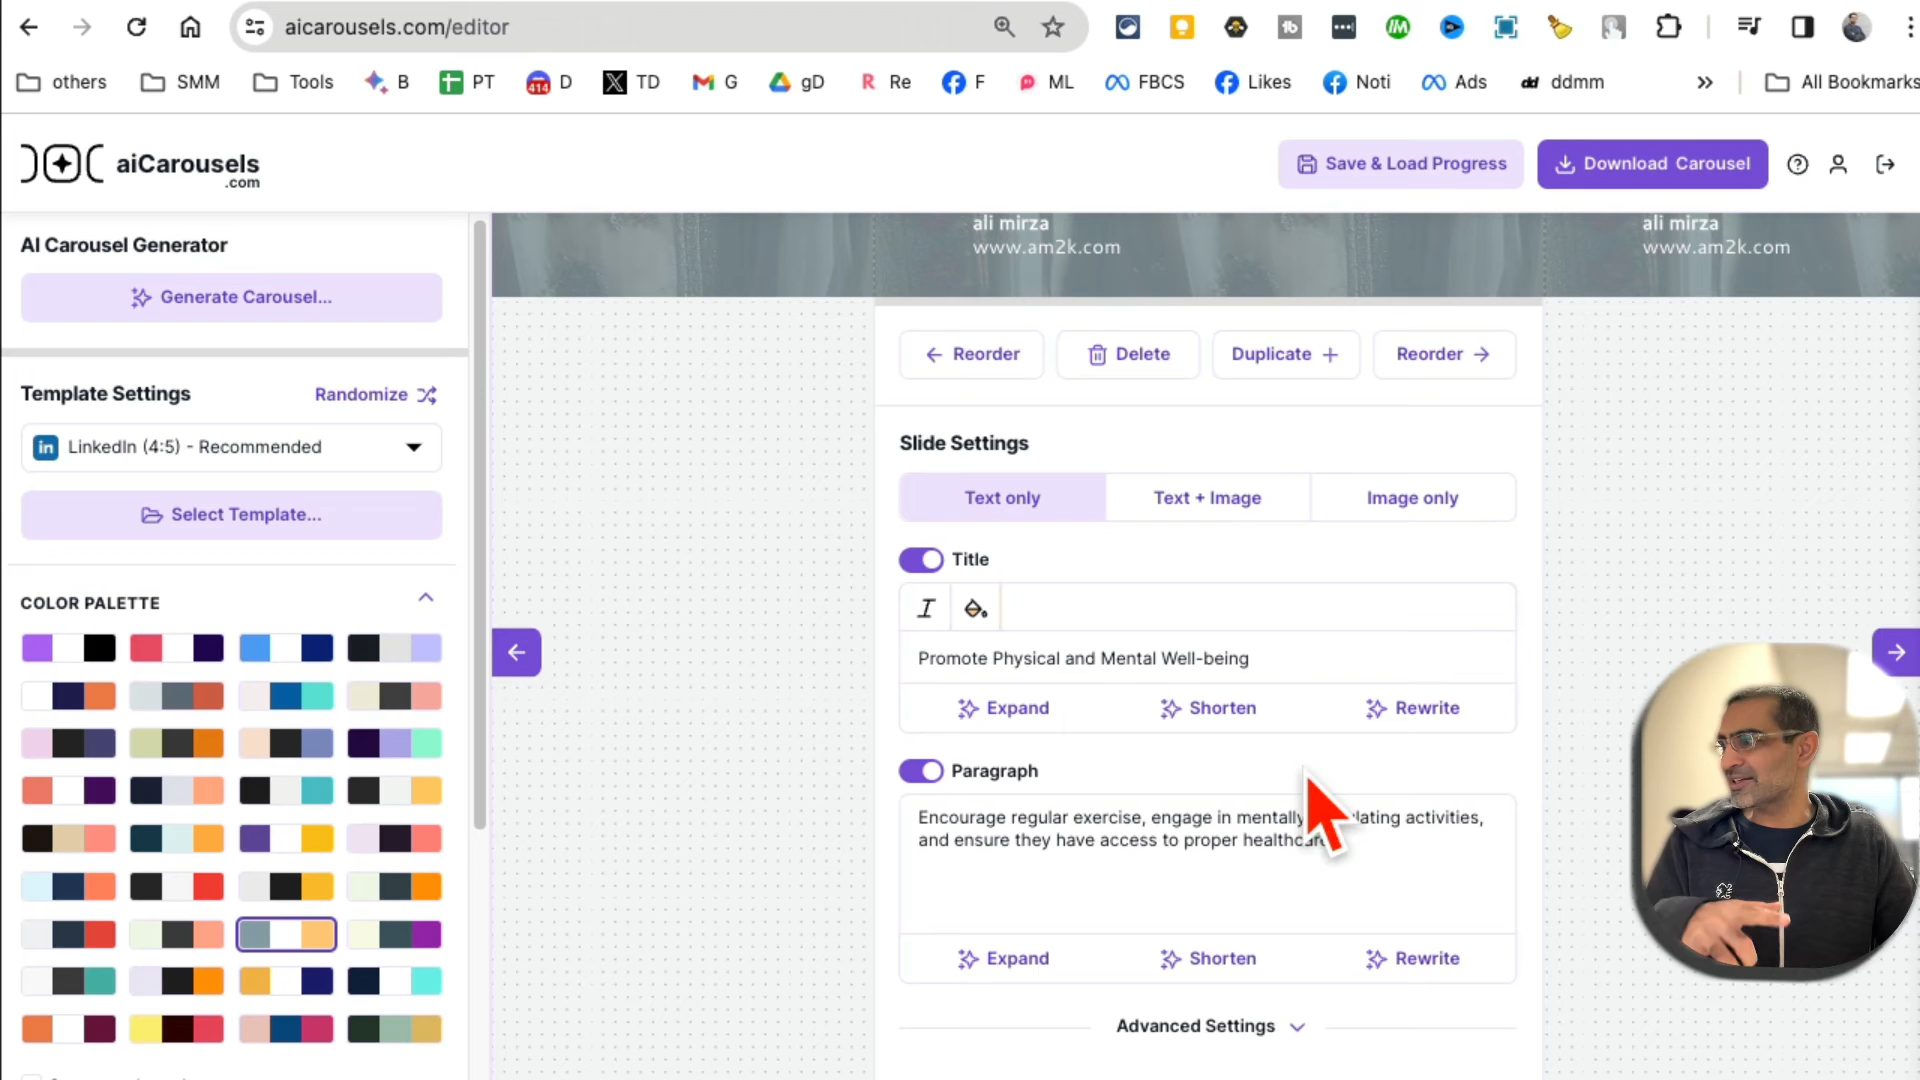 aicarousels.com/editor
others
SMM
Tools
B
PT
414
D
TD
G
gD
R Re
F
ML
FBCS
Likes
Noti
Ads
dd ddmm
»
All Bookmarks
aiCarousels
.com
Save & Load Progress
Download Carousel
AI Carousel Generator
Generate Carousel...
Template Settings
Randomize
in LinkedIn (4:5) - Recommended
Select Template...
COLOR PALETTE
ali mirza
www.am2k.com
ali mirza
www.am2k.com
← Reorder
Delete
Duplicate +
Reorder →
Slide Settings
Text only
Text + Image
Image only
Title
I
Promote Physical and Mental Well-being
Expand
Shorten
Rewrite
Paragraph
Encourage regular exercise, engage in mentally activities,
and ensure they have access to proper
Expand
Shorten
Rewrite
Advanced Settings